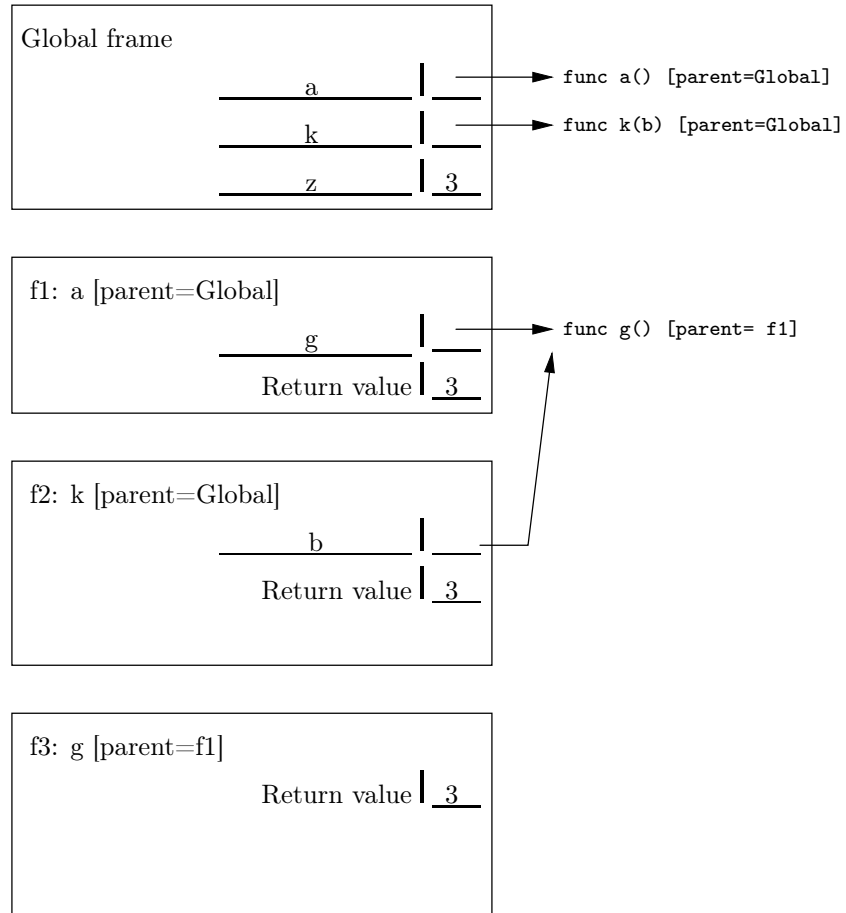 Global frame
a
func a() [parent=Global]
k
func k(b) [parent=Global]
z 3
f1: a [parent=Global]
g
func g() [parent= f1]
Return value 3
f2: k [parent=Global]
b
Return value 3
f3: g [parent=f1]
Return value 3